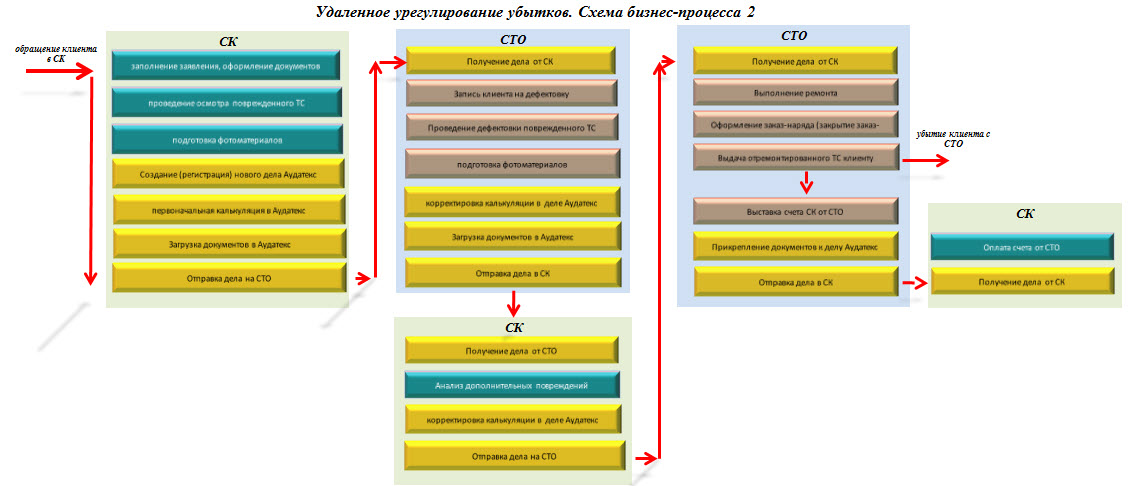 Удаленное урегулирование убытков. Схема бизнес-процесса 2
обращение клиента
в СК
СК
заполнение заявления, оформление документов
проведение осмотра поврежденного ТС
подготовка фотоматериалов
Создание (регистрация) нового дела Аудатекс
первоначальная калькуляция в Аудатекс
Загрузка документов в Аудатекс
Отправка дела на СТО
СТО
Получение дела от СК
Запись клиента на дефектовку
Проведение дефектовки поврежденного ТС
подготовка фотоматериалов
корректировка калькуляции в деле Аудатекс
Загрузка документов в Аудатекс
Отправка дела в СК
СК
Получение дела от СТО
Анализ дополнительных повреждений
корректировка калькуляции в деле Аудатекс
Отправка дела на СТО
СТО
Получение дела от СК
Выполнение ремонта
Оформление заказ-наряда (закрытие заказ-
Выдача отремонтированного ТС клиенту
Выставка счета СК от СТО
Прикрепление документов к делу Аудатекс
Отправка дела в СК
убытие клиента с
СТО
СК
Оплата счета от СТО
Получение дела от СК